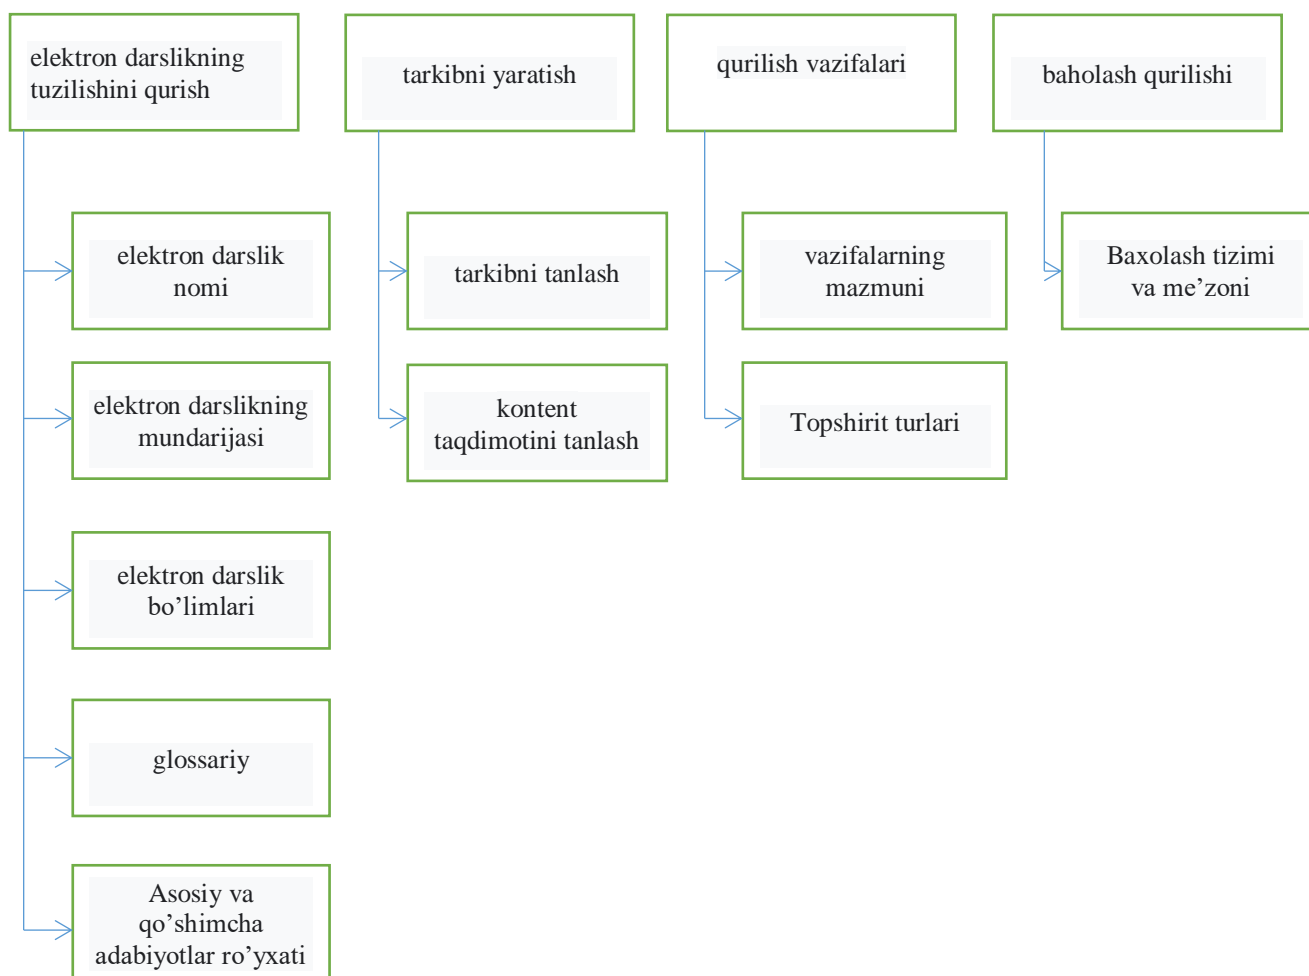 elektron darslikning
tuzilishini qurish
tarkibni yaratish
qurilish vazifalari
baholash qurilishi
elektron darslik
nomi
tarkibni tanlash
vazifalarning
mazmuni
Baxolash tizimi
va me’zoni
elektron darslikning
mundarijasi
kontent
taqdimotini tanlash
Topshirit turlari
elektron darslik
bo’limlari
glossariy
Asosiy va
qo’shimcha
adabiyotlar ro’yxati